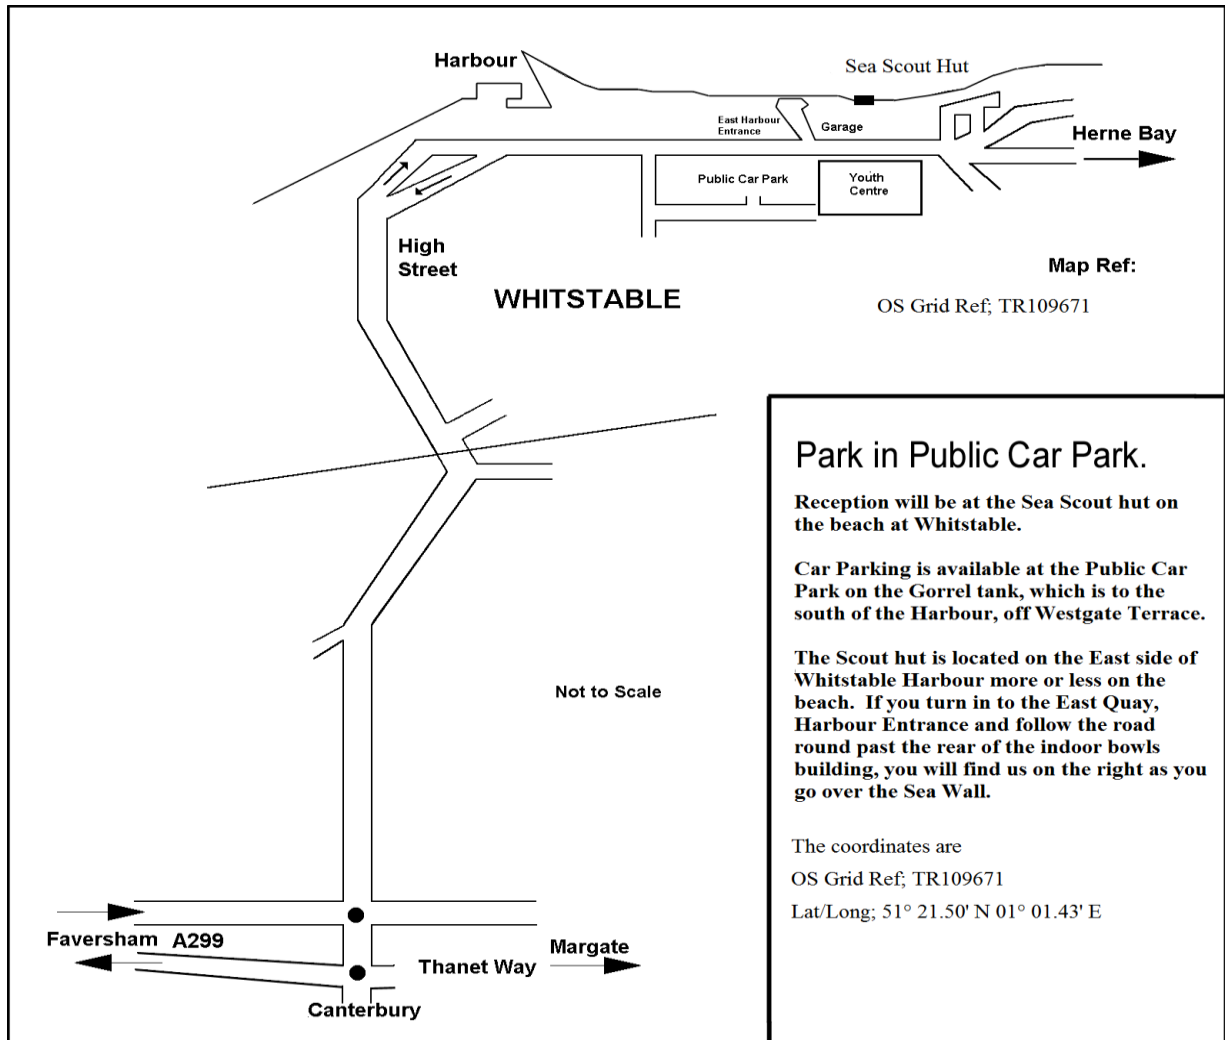 Harbour
Sea Scout Hut
East Harbour
Entrance
Garage
Herne Bay
Public Car Park
Youth
Centre
High
Street
Map Ref:
WHITSTABLE
OS Grid Ref; TR109671
Park in Public Car Park.
Reception will be at the Sea Scout hut on
the beach at Whitstable.
Car Parking is available at the Public Car
Park on the Gorrel tank, which is to the
south of the Harbour, off Westgate Terrace.
The Scout hut is located on the East side of
Whitstable Harbour more or less on the
beach. If you turn in to the East Quay,
Harbour Entrance and follow the road
round past the rear of the indoor bowls
building, you will find us on the right as you
go over the Sea Wall.
The coordinates are
OS Grid Ref; TR109671
Lat/Long; 51° 21.50' N 01° 01.43' E
Not to Scale
Faversham A299
Margate
Thanet Way
Canterbury